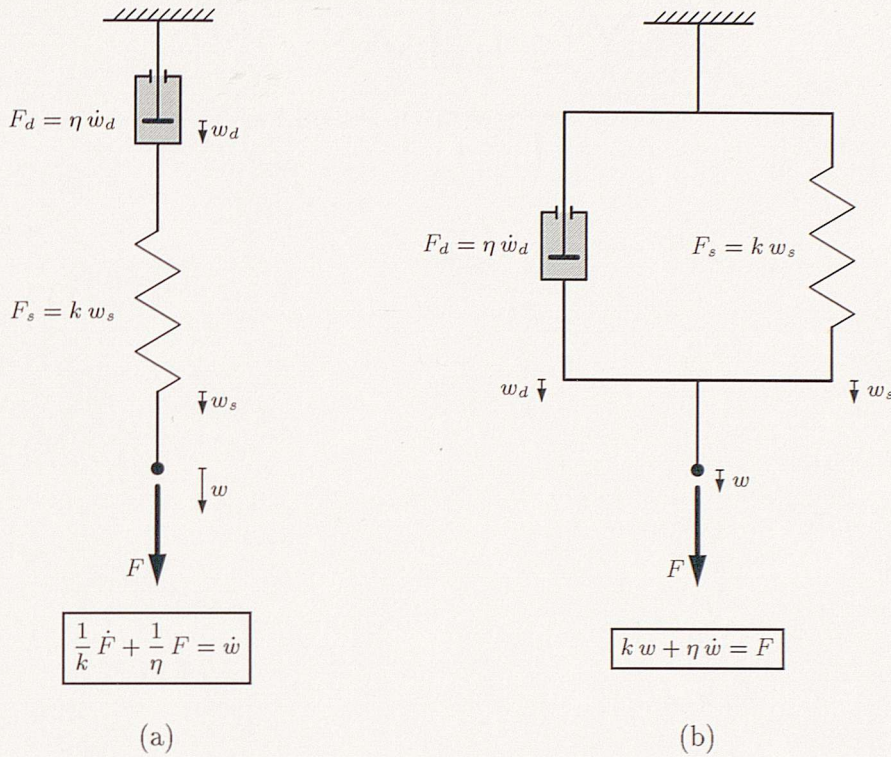 F_d = η ẇ_d
w_d
F_s = k w_s
w_s
w
F
1/k Ḟ + 1/η F = ẇ
(a)
F_d = η ẇ_d
F_s = k w_s
w_d
w_s
w
F
k w + η ẇ = F
(b)